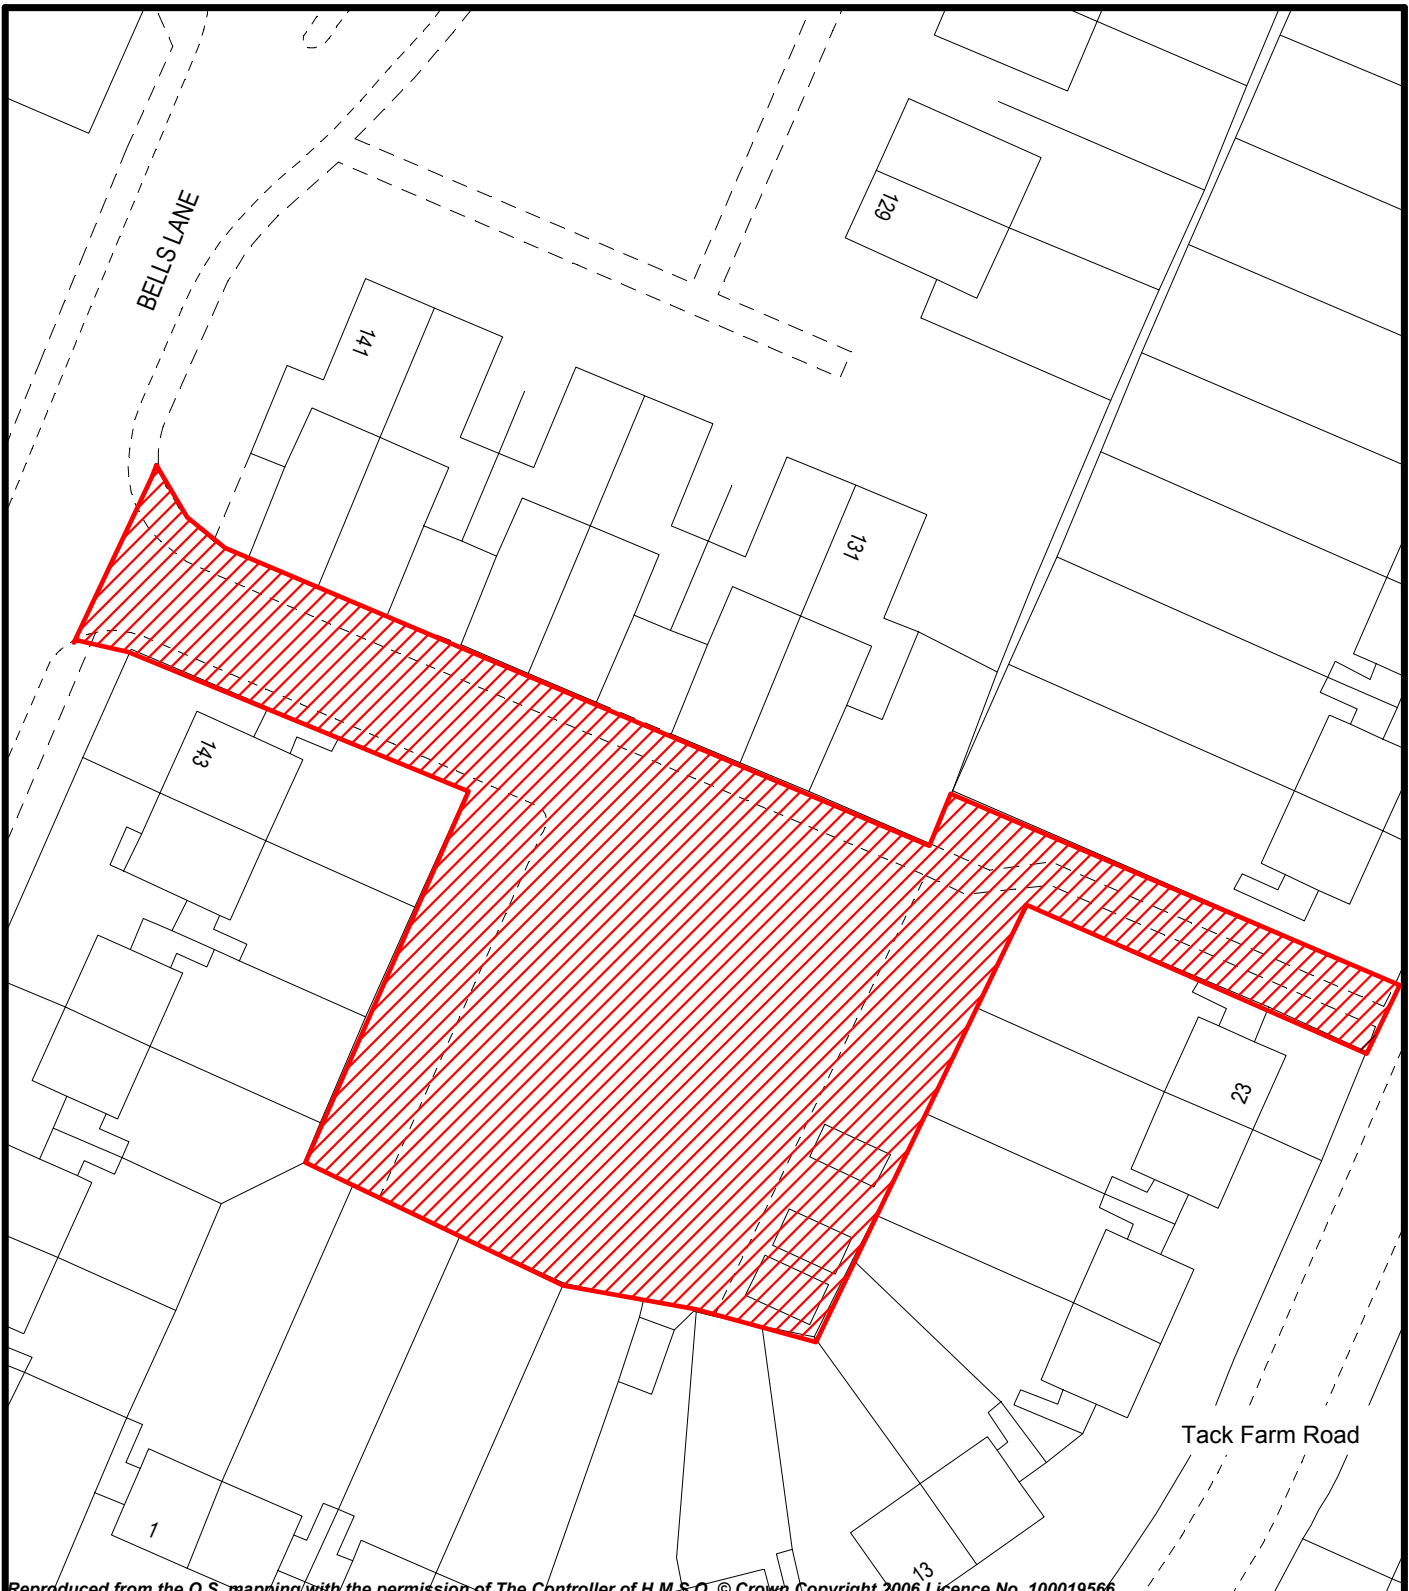 BELLS LANE
129
141
131
143
23
Tack Farm Road
1
13
Reproduced from the O.S. mapping with the permission of The Controller of H.M.S.O. © Crown Copyright 2006 Licence No. 100019566